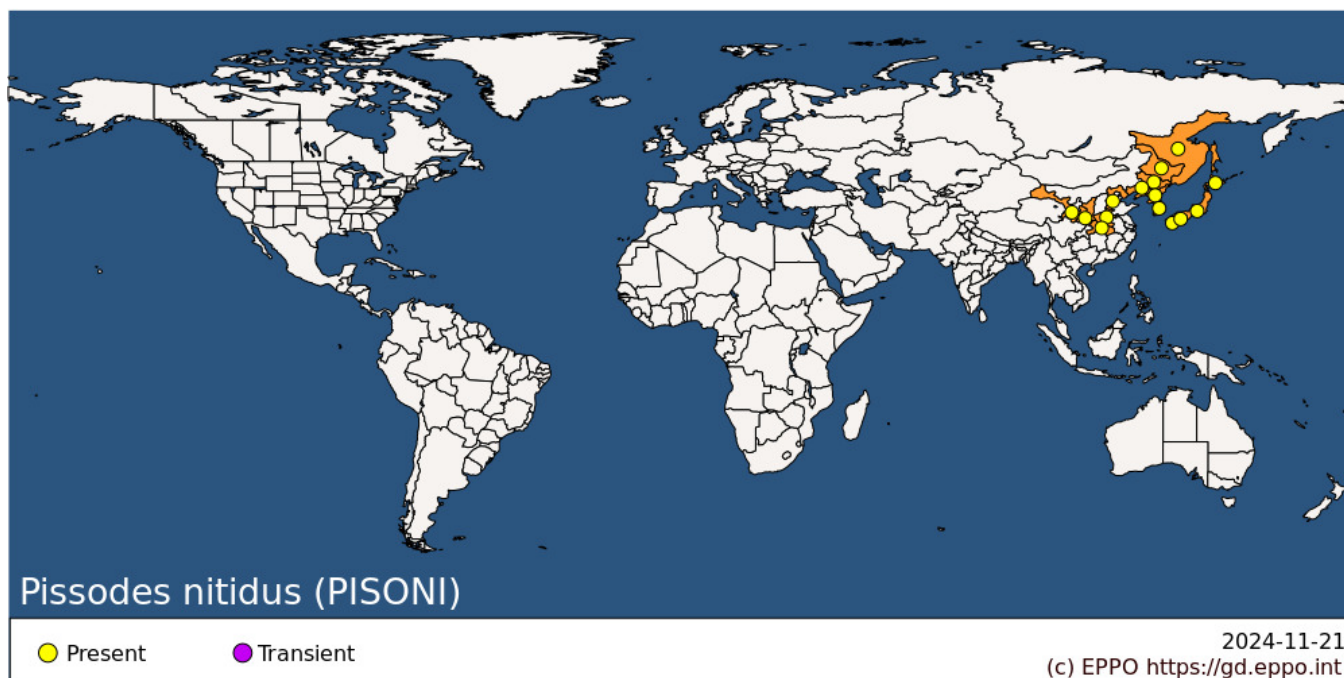 Pissodes nitidus (PISONI)
Present
Transient
2024-11-21
(c) EPPO https://gd.eppo.int